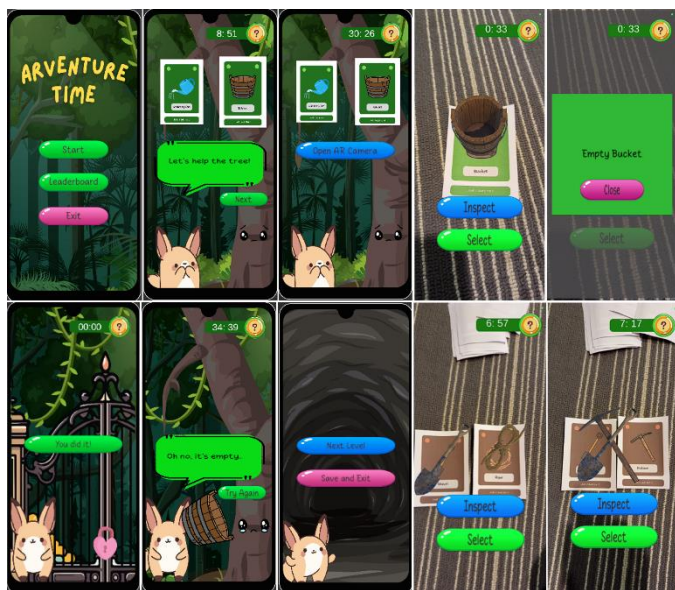 ARVENTURE
TIME
Start
Leaderboard
Exit
8: 51
?
Let's help the tree!
Next
30: 26
?
Open AR Camera
0: 33
?
Bucket
Inspect
Select
0: 33
?
Empty Bucket
Close
Select
00:00
?
You did it!
34: 39
?
Oh no, it's empty.
Try Again
Next Level
Save and Exit
6: 57
?
Inspect
Select
7: 17
?
Inspect
Select